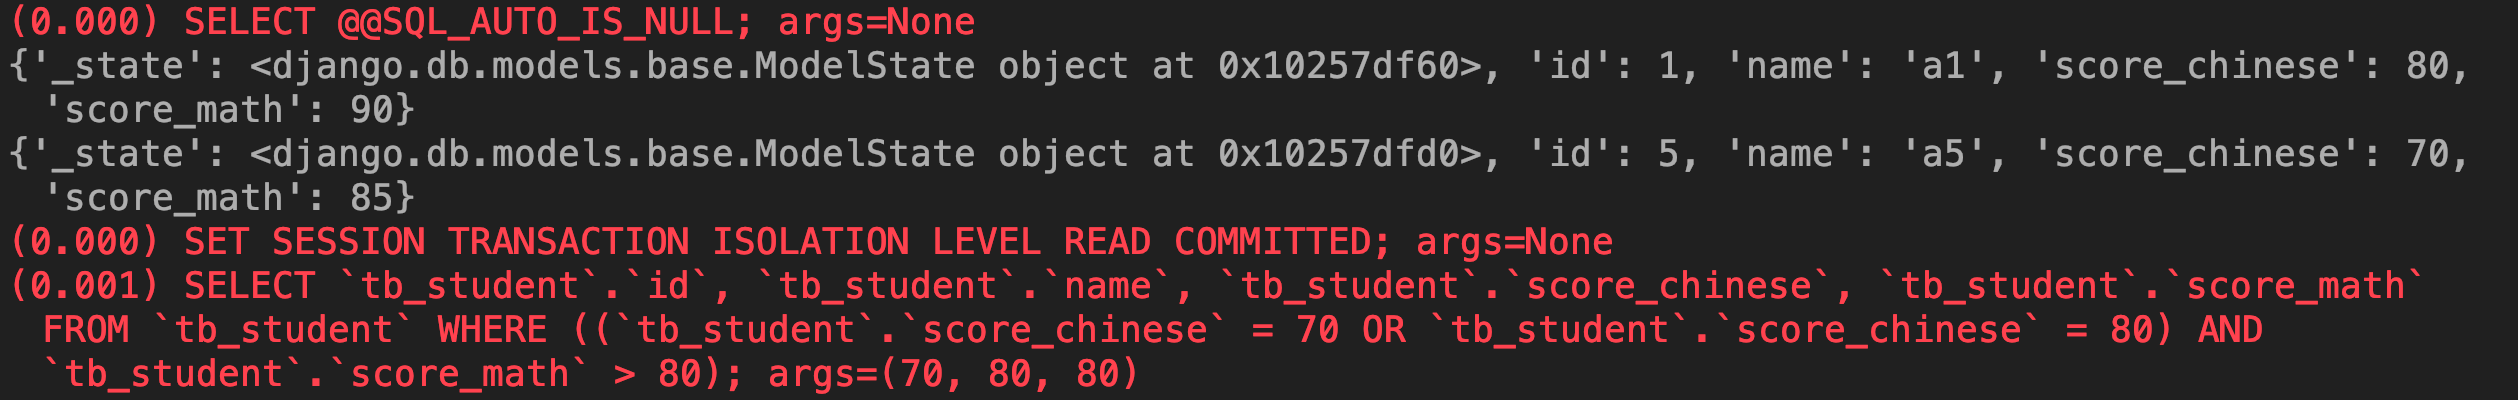 (0.000) SELECT @@SQL_AUTO_IS_NULL; args=None
{'_state': <django.db.models.base.ModelState object at 0x10257df60>, 'id': 1, 'name': 'a1', 'score_chinese': 80,
'score_math': 90}
{'_state': <django.db.models.base.ModelState object at 0x10257dfd0>, 'id': 5, 'name': 'a5', 'score_chinese': 70,
'score_math': 85}
(0.000) SET SESSION TRANSACTION ISOLATION LEVEL READ COMMITTED; args=None
(0.001) SELECT `tb_student`.`id`, `tb_student`.`name`, `tb_student`.`score_chinese`, `tb_student`.`score_math`
FROM `tb_student` WHERE ((`tb_student`.`score_chinese` = 70 OR `tb_student`.`score_chinese` = 80) AND
`tb_student`.`score_math` > 80); args=(70, 80, 80)